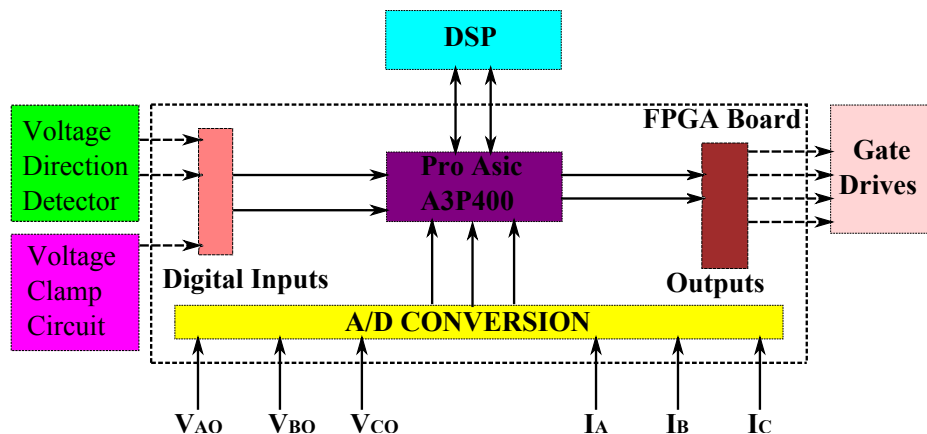 DSP
FPGA Board
Voltage
Direction
Detector
Pro Asic
A3P400
Gate
Drives
Voltage
Clamp
Circuit
Digital Inputs
Outputs
A/D CONVERSION
VAO VBO VCO IA IB IC